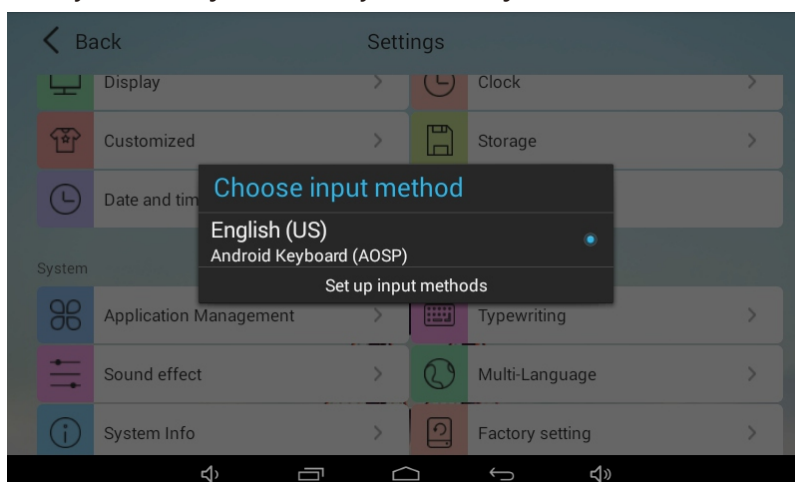 Back Settings
Display Clock
Customized Storage
Date and tim
Choose input method
English (US)
Android Keyboard (AOSP)
Set up input methods
System
Application Management Typewriting
Sound effect Multi-Language
System Info Factory setting